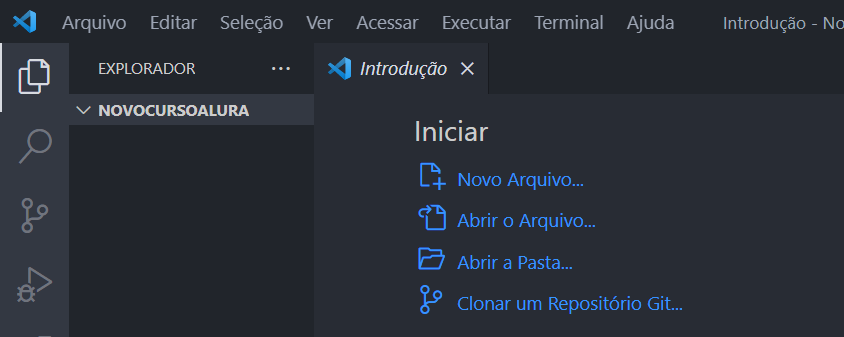 Arquivo Editar Seleção Ver Acessar Executar Terminal Ajuda Introdução - No
EXPLORADOR ...
NOVOCURSOALURA
Introdução
Iniciar
Novo Arquivo...
Abrir o Arquivo...
Abrir a Pasta...
Clonar um Repositório Git...